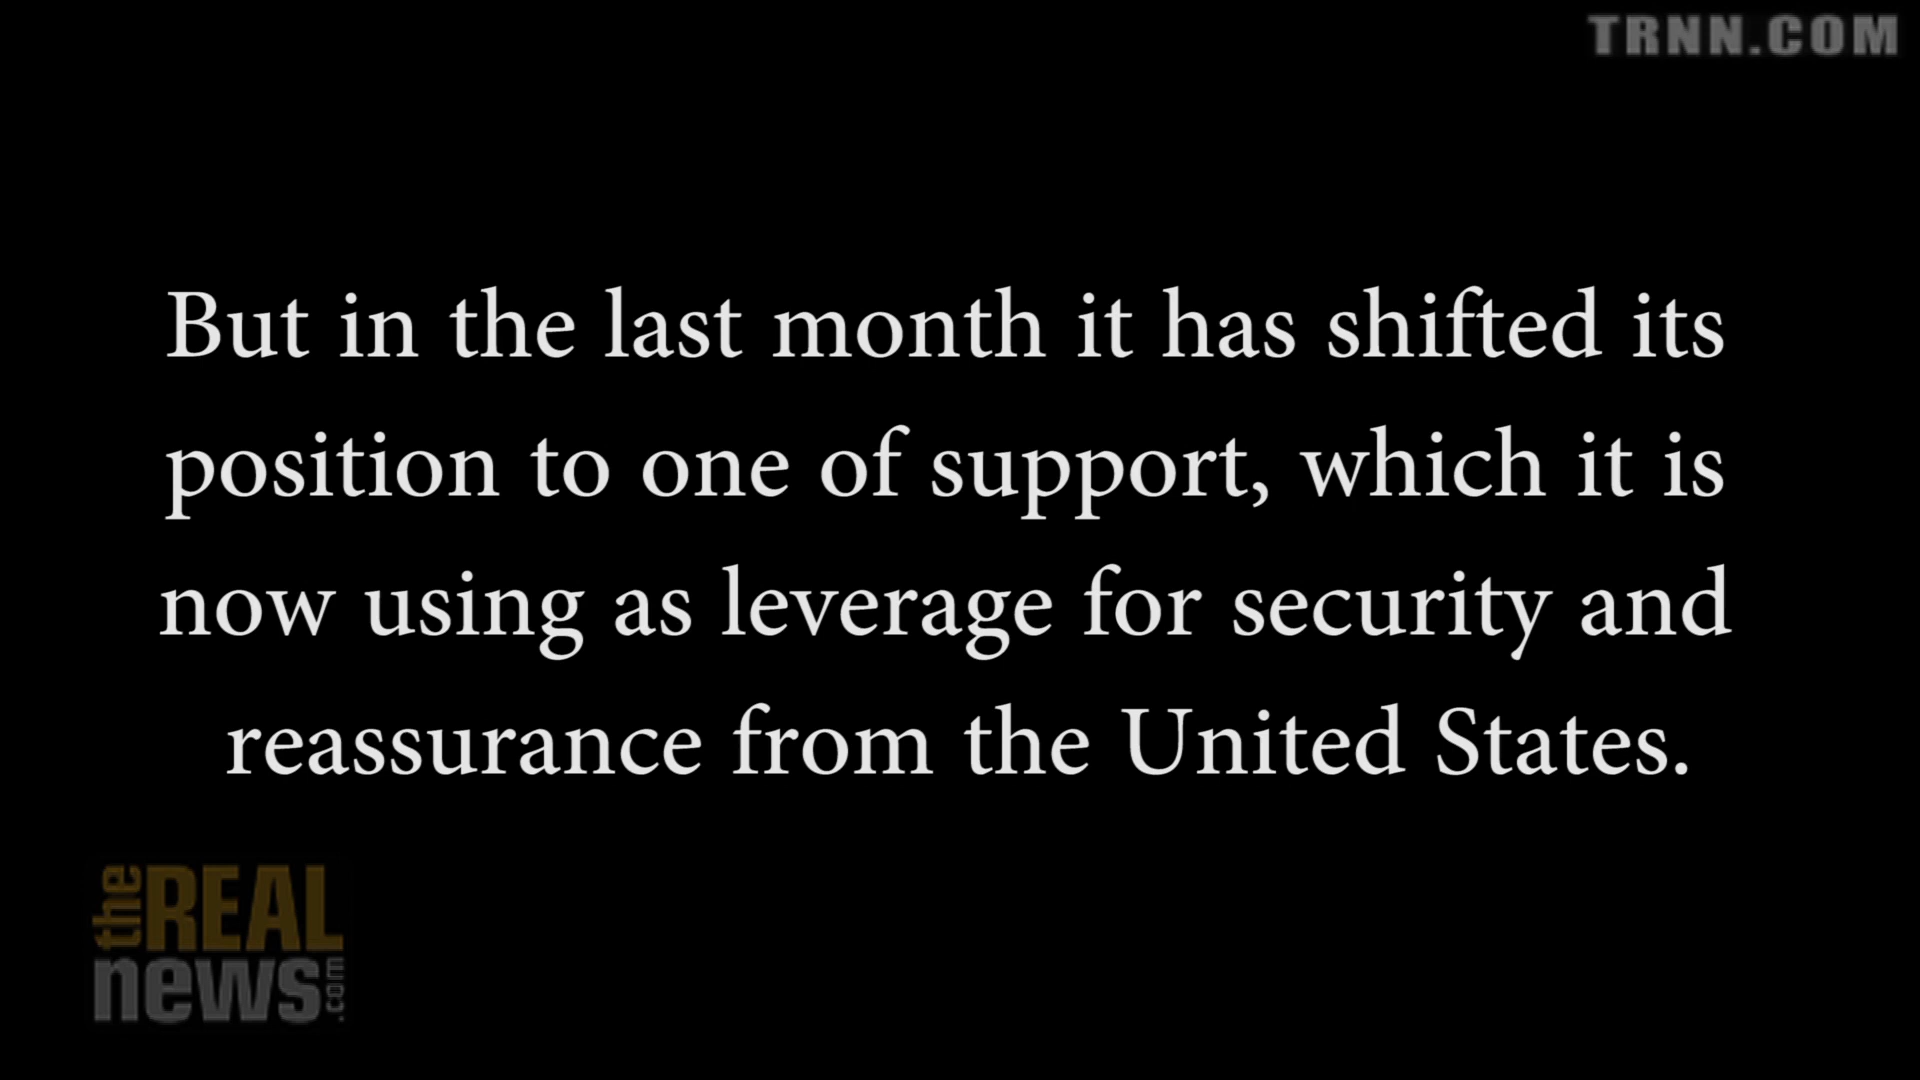 TRNN.COM
But in the last month it has shifted its
position to one of support, which it is
now using as leverage for security and
reassurance from the United States.
the REAL
news.com